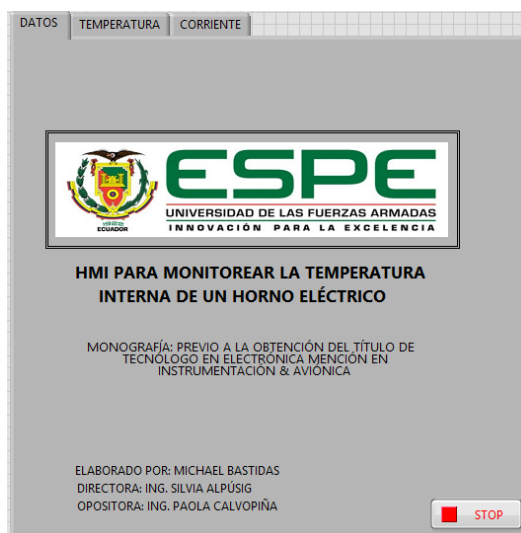 DATOS TEMPERATURA CORRIENTE
ESPE
UNIVERSIDAD DE LAS FUERZAS ARMADAS
INNOVACIÓN PARA LA EXCELENCIA
ESPE
ECUADOR
HMI PARA MONITOREAR LA TEMPERATURA
INTERNA DE UN HORNO ELÉCTRICO
MONOGRAFÍA: PREVIO A LA OBTENCIÓN DEL TÍTULO DE
TECNÓLOGO EN ELECTRÓNICA MENCIÓN EN
INSTRUMENTACIÓN & AVIÓNICA
ELABORADO POR: MICHAEL BASTIDAS
DIRECTORA: ING. SILVIA ALPÚSIG
OPOSITORA: ING. PAOLA CALVOPIÑA
STOP